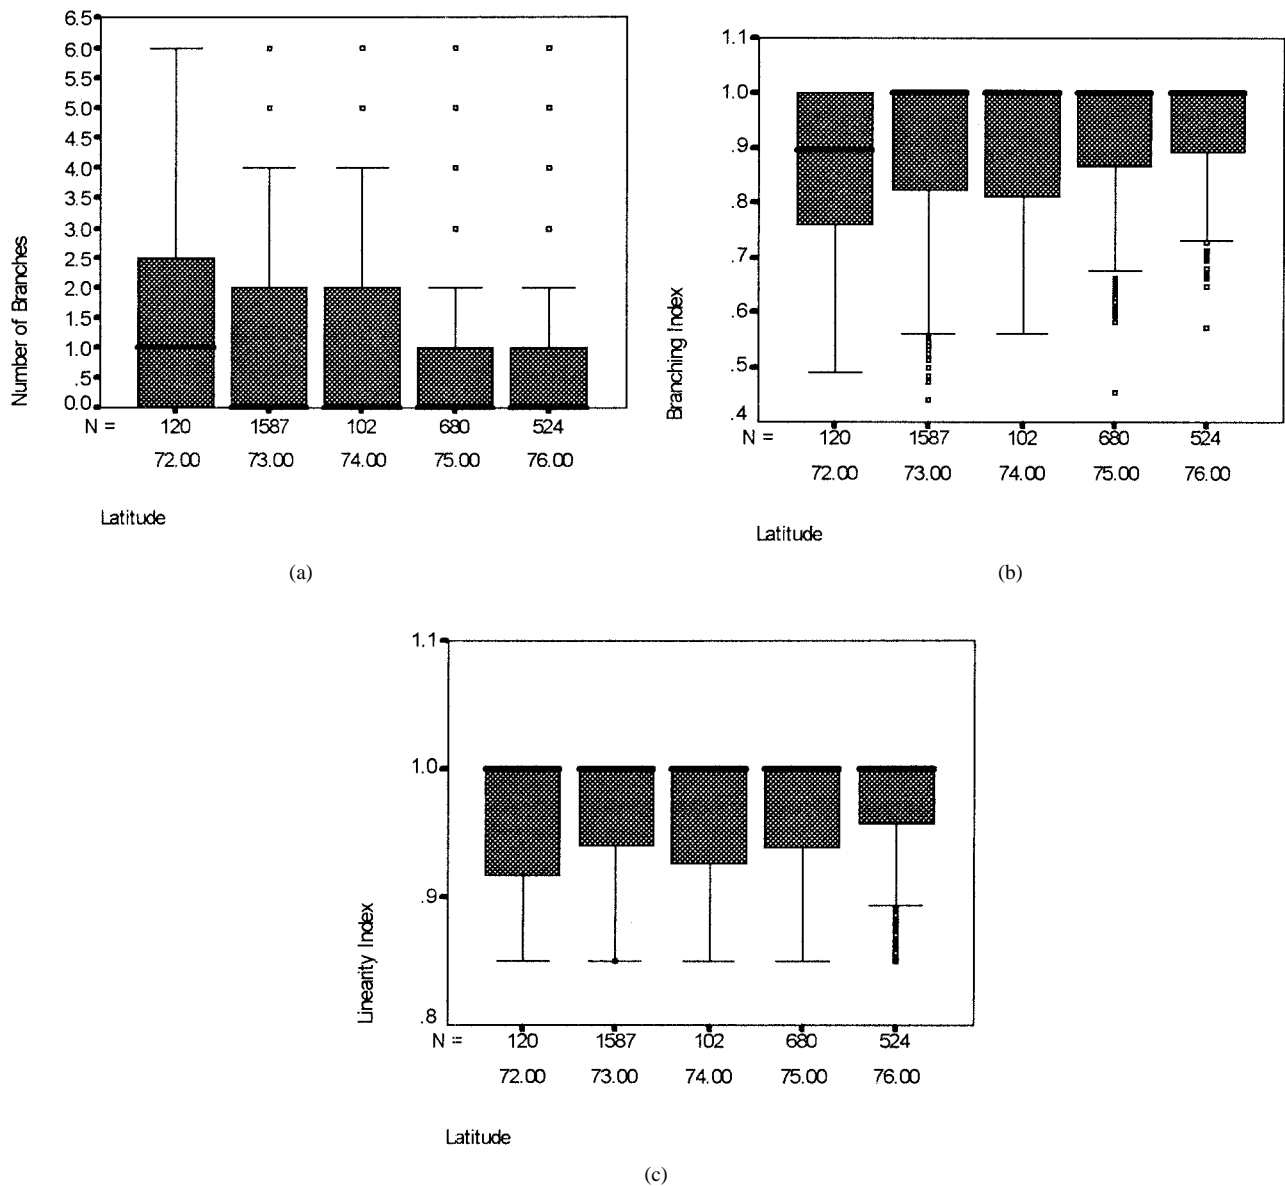 6.5
6.0
5.5
5.0
4.5
4.0
3.5
3.0
2.5
2.0
1.5
1.0
.5
0.0
Number of Branches
N = 120 1587 102 680 524
72.00 73.00 74.00 75.00 76.00
Latitude
(a)
1.1
1.0
.9
.8
.7
.6
.5
.4
Branching Index
N = 120 1587 102 680 524
72.00 73.00 74.00 75.00 76.00
Latitude
(b)
1.1
1.0
.9
.8
Linearity Index
N = 120 1587 102 680 524
72.00 73.00 74.00 75.00 76.00
Latitude
(c)